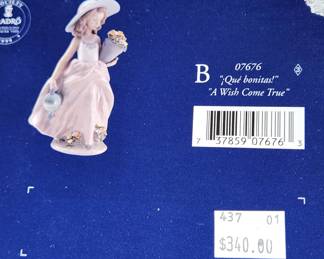 B
07676
"¡Qué bonitas!"
"A Wish Come True"
7 37859 07676 3
437 01
$340.00